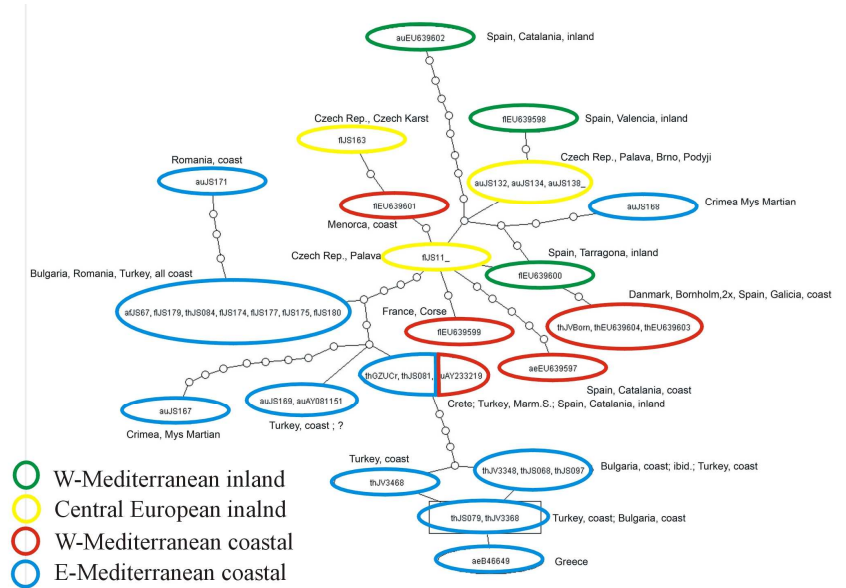 auEU639602
Spain, Catalania, inland
Czech Rep., Czech Karst
flEU639598
Spain, Valencia, inland
flJS163
Czech Rep., Palava, Brno, Podyji
Romania, coast
auJS171
auJS132, auJS134, auJS138_
flEU639601
auJS168
Crimea Mys Martian
Menorca, coast
Czech Rep., Palava
flJS11_
Spain, Tarragona, inland
flEU639600
Bulgaria, Romania, Turkey, all coast
Danmark, Bornholm,2x, Spain, Galicia, coast
afJS67, flJS179, thJS084, flJS174, flJS177, flJS175, flJS180
France, Corse
flEU639599
thJVBorn, thEU639604, thEU639603
aeEU639597
thGZUCr, thJS081,
uAY233219
Spain, Catalania, coast
auJS169, auAY081151
Crete; Turkey, Marm.S.; Spain, Catalania, inland
auJS167
Turkey, coast ; ?
Crimea, Mys Martian
Turkey, coast
thJV3348, thJS068, thJS097
Bulgaria, coast; ibid.; Turkey, coast
thJV3468
thJS079, thJV3368
Turkey, coast; Bulgaria, coast
aeB46649
Greece
W-Mediterranean inland
Central European inalnd
W-Mediterranean coastal
E-Mediterranean coastal